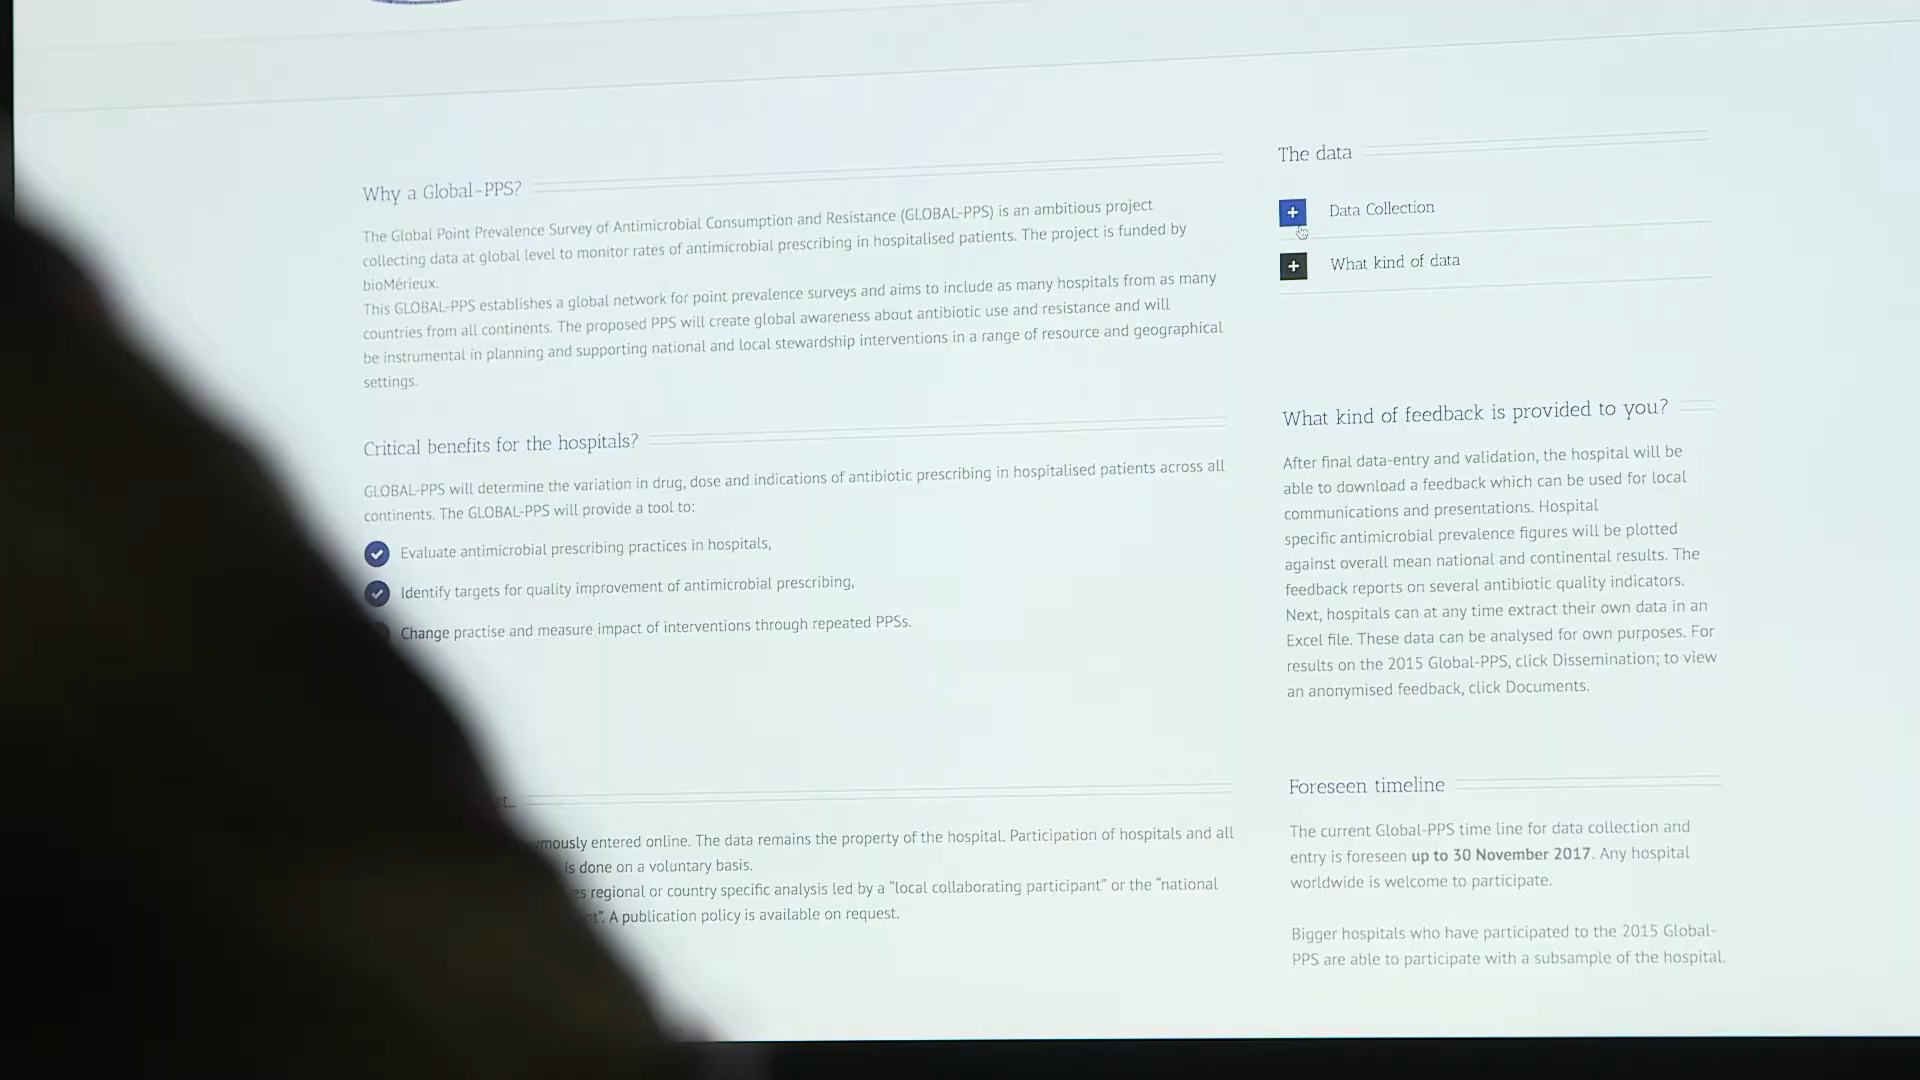 Why a Global-PPS?
The Global Point Prevalence Survey of Antimicrobial Consumption and Resistance (GLOBAL-PPS) is an ambitious project
collecting data at global level to monitor rates of antimicrobial prescribing in hospitalised patients. The project is funded by
bioMérieux.
This GLOBAL-PPS establishes a global network for point prevalence surveys and aims to include as many hospitals from as many
countries from all continents. The proposed PPS will create global awareness about antibiotic use and resistance and will
be instrumental in planning and supporting national and local stewardship interventions in a range of resource and geographical
settings.
Critical benefits for the hospitals?
GLOBAL-PPS will determine the variation in drug, dose and indications of antibiotic prescribing in hospitalised patients across all
continents. The GLOBAL-PPS will provide a tool to:
Evaluate antimicrobial prescribing practices in hospitals,
Identify targets for quality improvement of antimicrobial prescribing,
Change practise and measure impact of interventions through repeated PPSs.
entered online. The data remains the property of the hospital. Participation of hospitals and all
is done on a voluntary basis.
regional or country specific analysis led by a “local collaborating participant” or the “national
A publication policy is available on request.
The data
Data Collection
What kind of data
What kind of feedback is provided to you?
After final data-entry and validation, the hospital will be
able to download a feedback which can be used for local
communications and presentations. Hospital
specific antimicrobial prevalence figures will be plotted
against overall mean national and continental results. The
feedback reports on several antibiotic quality indicators.
Next, hospitals can at any time extract their own data in an
Excel file. These data can be analysed for own purposes. For
results on the 2015 Global-PPS, click Dissemination; to view
an anonymised feedback, click Documents.
Foreseen timeline
The current Global-PPS time line for data collection and
entry is foreseen up to 30 November 2017. Any hospital
worldwide is welcome to participate.
Bigger hospitals who have participated to the 2015 Global-
PPS are able to participate with a subsample of the hospital.